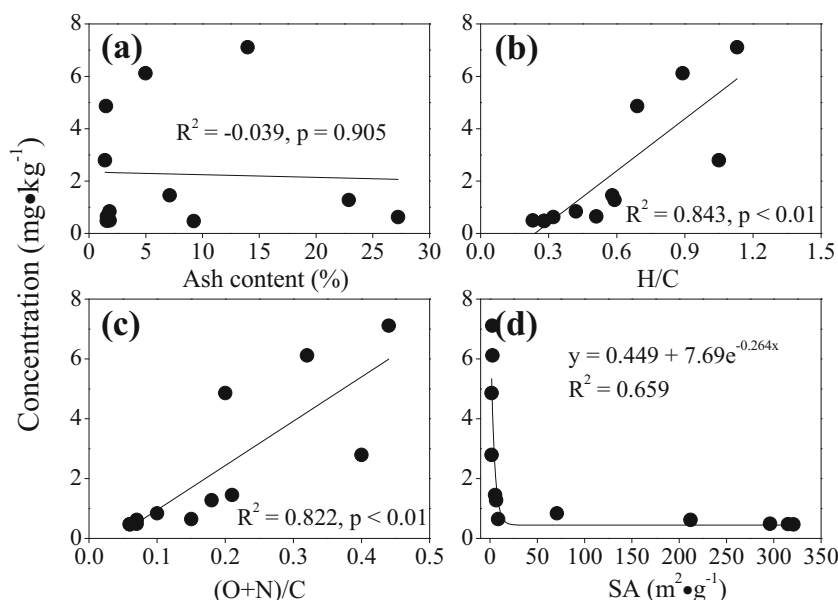 Concentration (mg•kg⁻¹)
(a)
8
6
4
2
0
R² = -0.039, p = 0.905
0 5 10 15 20 25 30
Ash content (%)
(b)
8
6
4
2
0
R² = 0.843, p < 0.01
0.0 0.3 0.6 0.9 1.2 1.5
H/C
(c)
8
6
4
2
0
R² = 0.822, p < 0.01
0.0 0.1 0.2 0.3 0.4 0.5
(O+N)/C
(d)
8
6
4
2
0
y = 0.449 + 7.69e⁻⁰·²⁶⁴ˣ
R² = 0.659
0 50 100 150 200 250 300 350
SA (m²•g⁻¹)